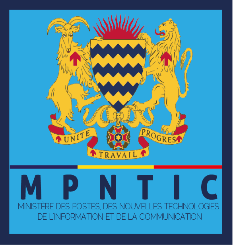 UNITE
PROGRES
TRAVAIL
MPNTIC
MINISTERE DES POSTES, DES NOUVELLES TECHNOLOGIES
DE L'INFORMATION ET DE LA COMMUNICATION